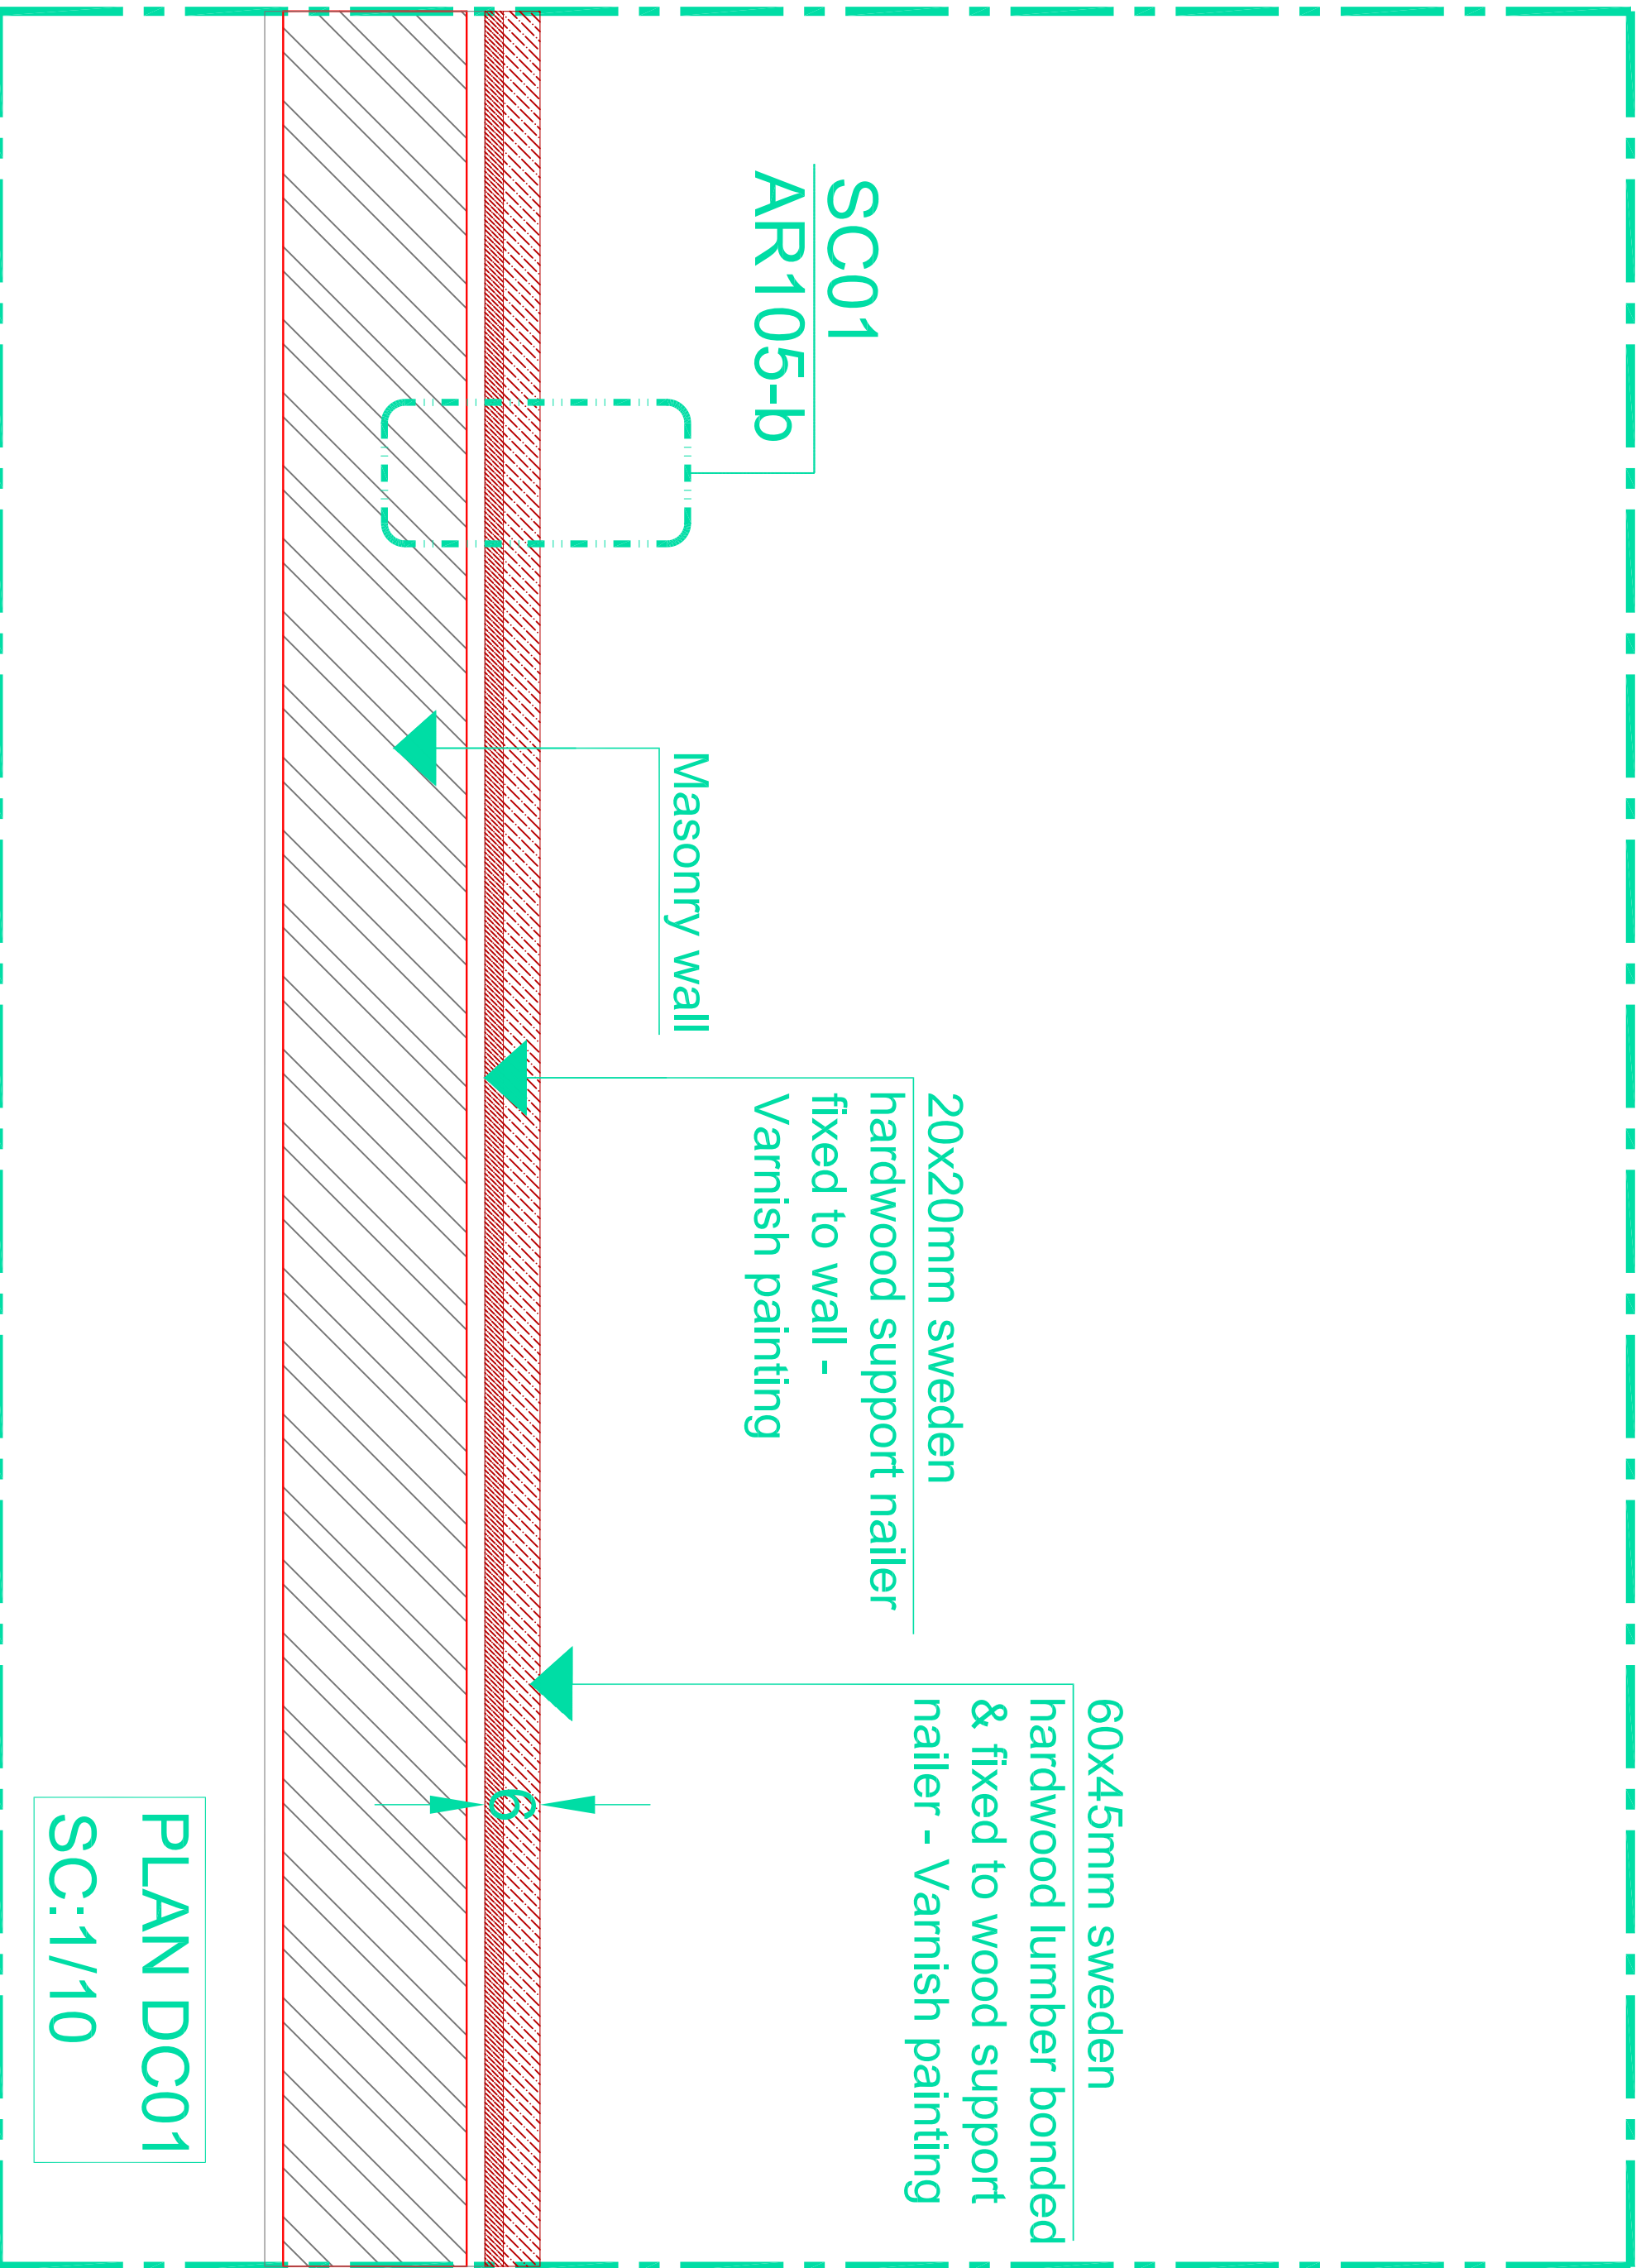 SC01
AR105-b
Masonry wall
20x20mm sweden
hardwood support nailer
fixed to wall -
Varnish painting
60x45mm sweden
hardwood lumber bonded
& fixed to wood support
nailer - Varnish painting
6
PLAN DC01
SC:1/10